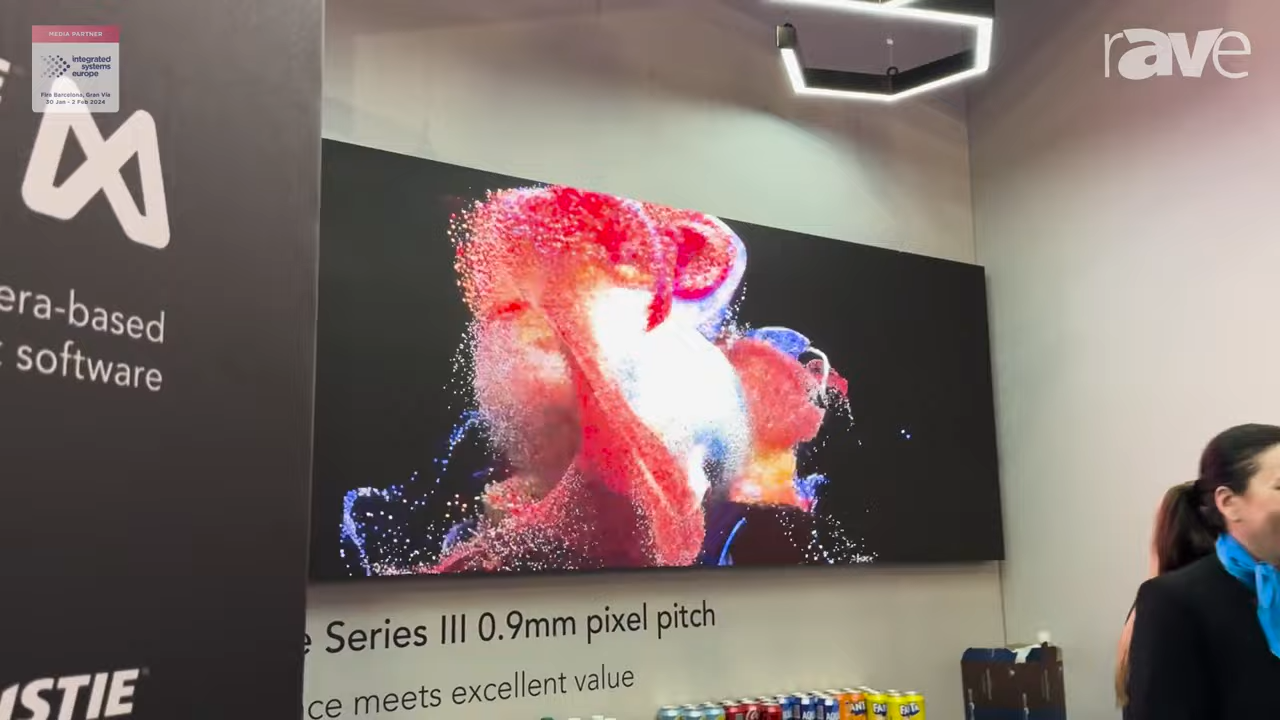 MEDIA PARTNER
integrated
systems
europe
Fira Barcelona, Gran Via
30 Jan - 2 Feb 2024
rave
era-based
software
ISTIE
e Series III 0.9mm pixel pitch
ce meets excellent value